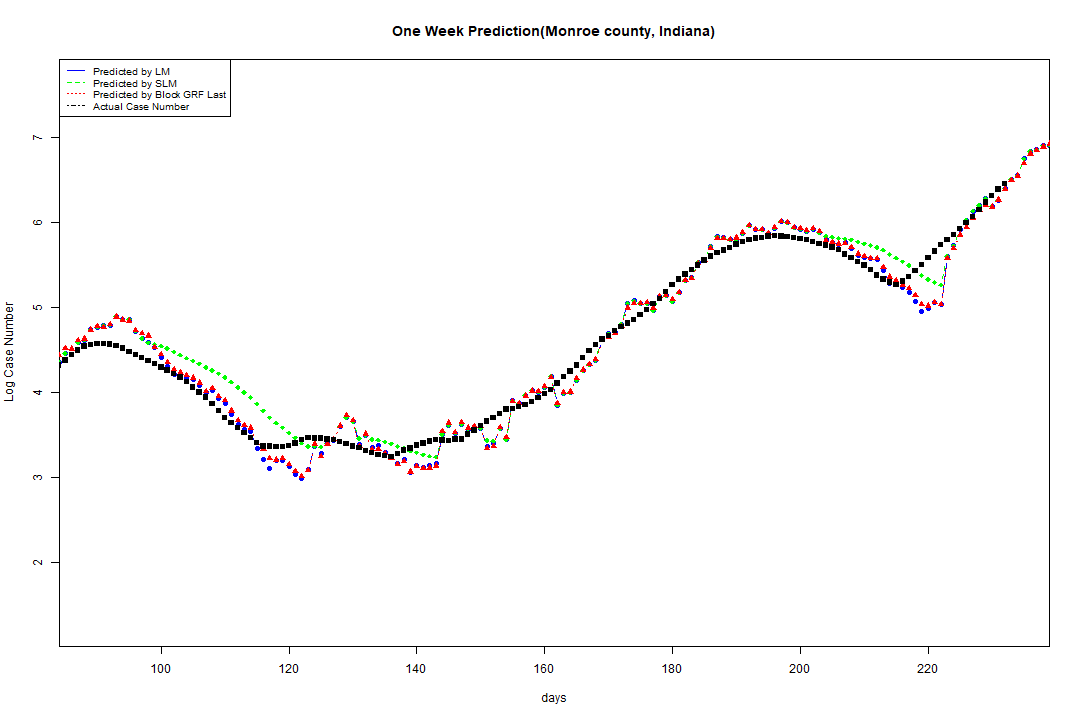 One Week Prediction(Monroe county, Indiana)
Predicted by LM
Predicted by SLM
Predicted by Block GRF Last
Actual Case Number
7
6
5
4
3
2
Log Case Number
100 120 140 160 180 200 220
days